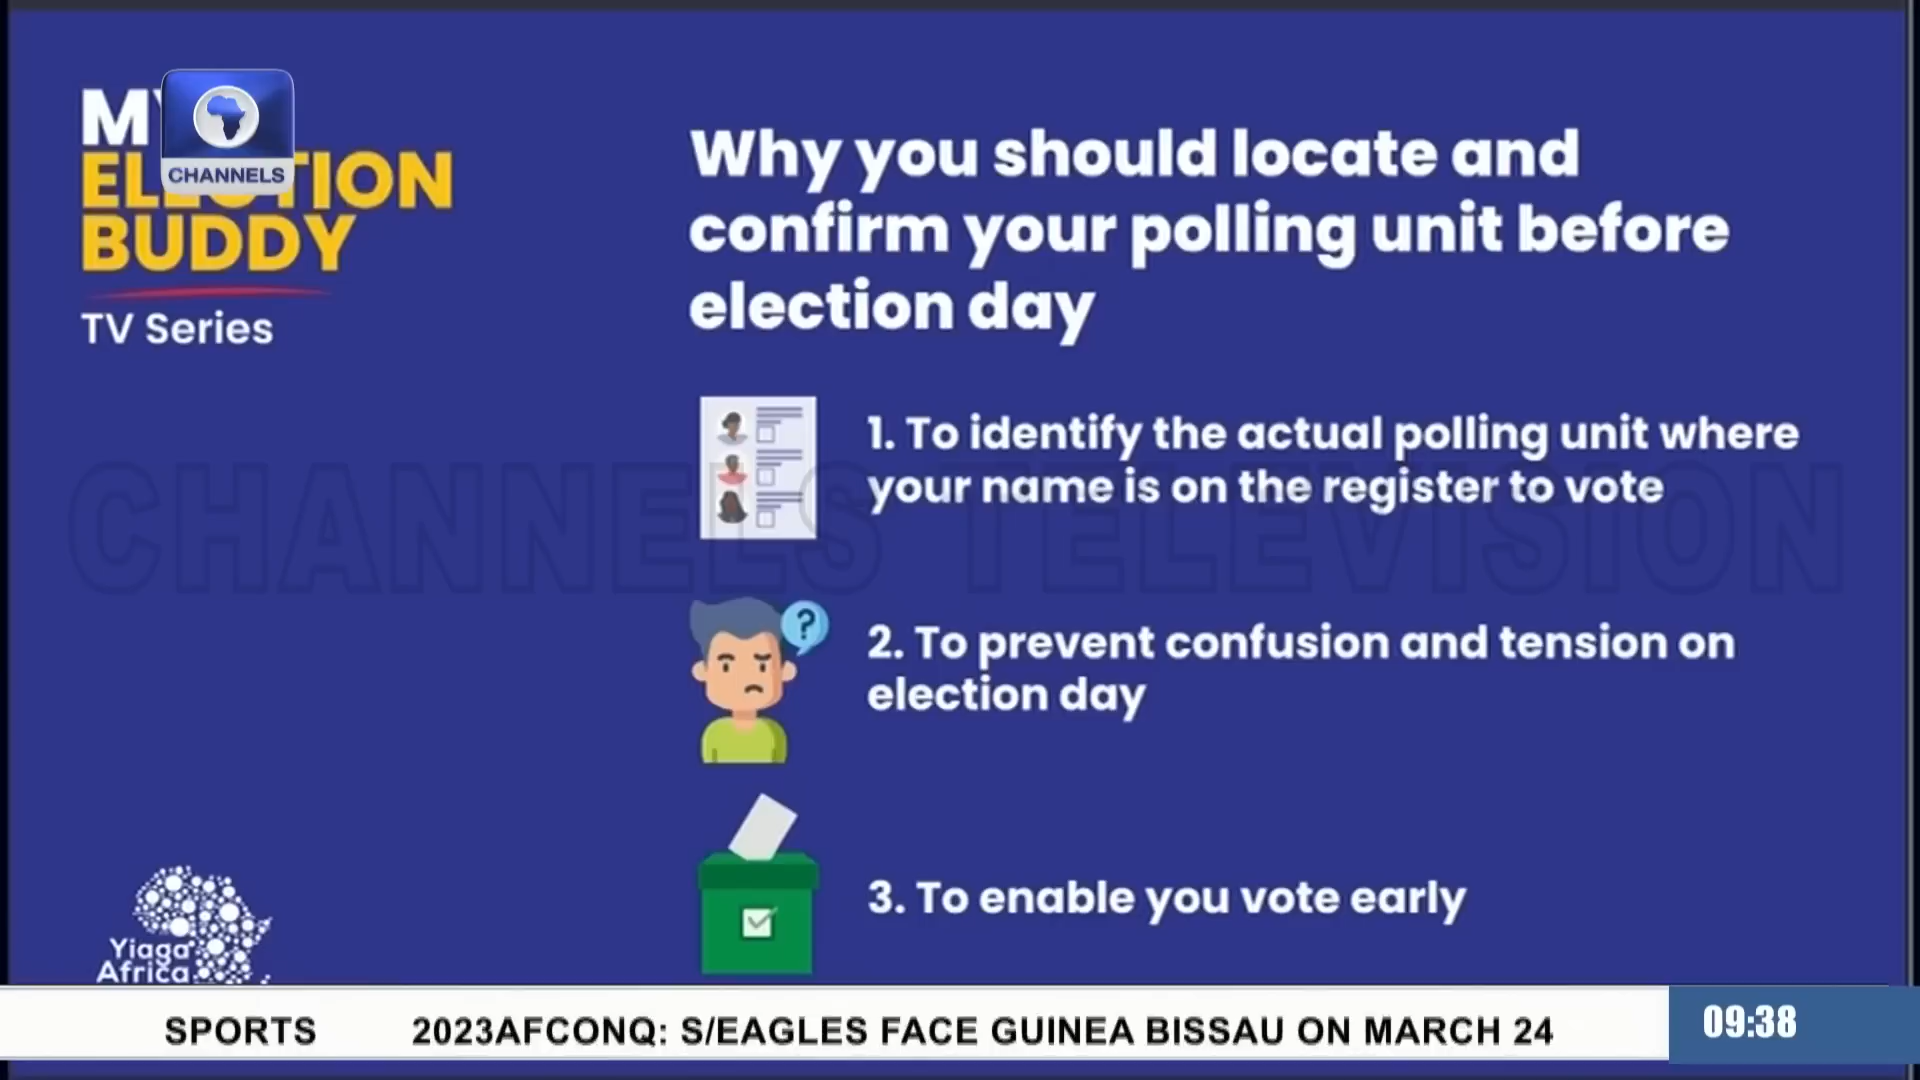 MY
ELECTION
BUDDY
TV Series
CHANNELS
Why you should locate and
confirm your polling unit before
election day
1. To identify the actual polling unit where
your name is on the register to vote
2. To prevent confusion and tension on
election day
?
3. To enable you vote early
CHANNELS TELEVISION
Yiaga
Africa
SPORTS 2023AFCONQ: S/EAGLES FACE GUINEA BISSAU ON MARCH 24
09:38